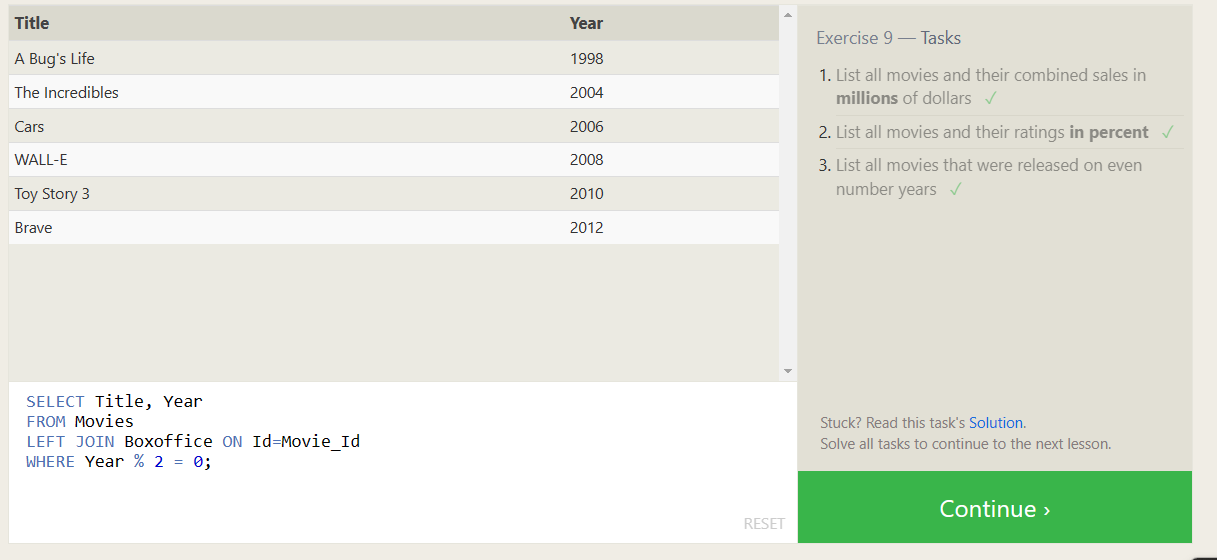 Title Year
A Bug's Life 1998
The Incredibles 2004
Cars 2006
WALL-E 2008
Toy Story 3 2010
Brave 2012
SELECT Title, Year
FROM Movies
LEFT JOIN Boxoffice ON Id=Movie_Id
WHERE Year % 2 = 0;
RESET
Exercise 9 — Tasks
1. List all movies and their combined sales in
millions of dollars ✓
2. List all movies and their ratings in percent ✓
3. List all movies that were released on even
number years ✓
Stuck? Read this task's Solution.
Solve all tasks to continue to the next lesson.
Continue ›